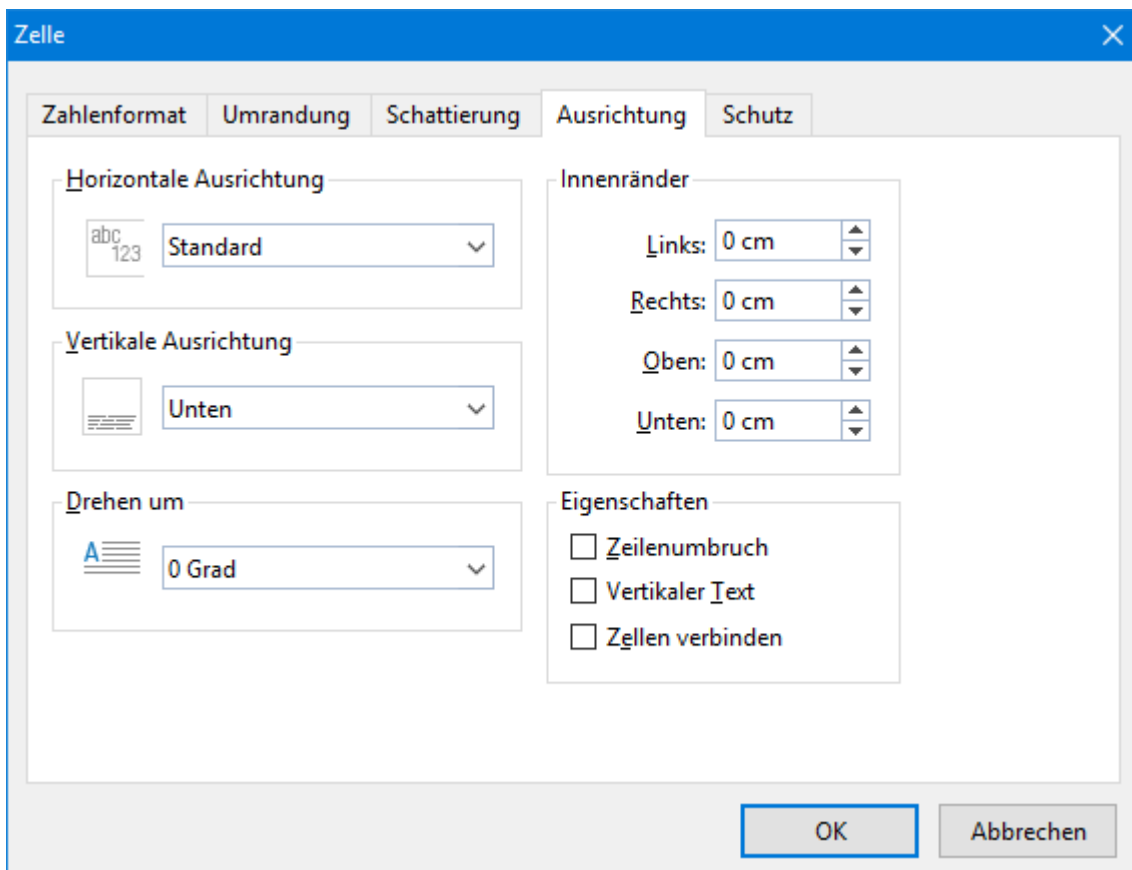 Zelle
Zahlenformat Umrandung Schattierung Ausrichtung Schutz
Horizontale Ausrichtung
abc
123
Standard
Vertikale Ausrichtung
Unten
Drehen um
A
0 Grad
Innenränder
Links: 0 cm
Rechts: 0 cm
Oben: 0 cm
Unten: 0 cm
Eigenschaften
Zeilenumbruch
Vertikaler Text
Zellen verbinden
OK Abbrechen